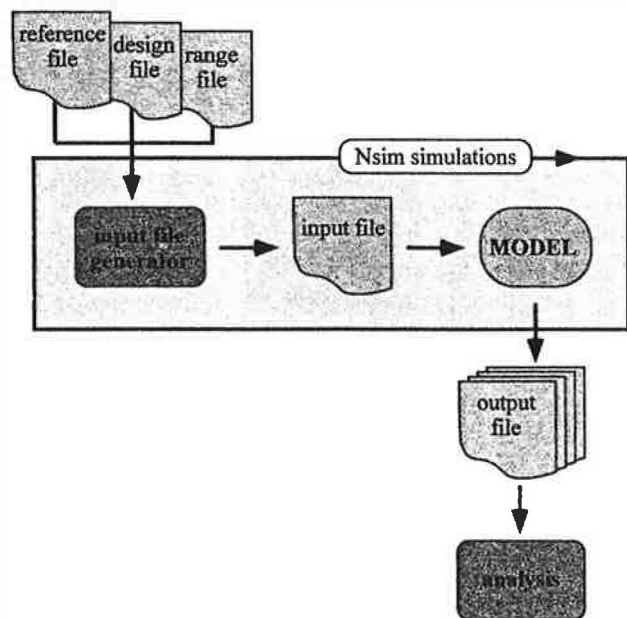 reference
file
design
file
range
file
Nsim simulations
input file
generator
input file
MODEL
output
file
analysis